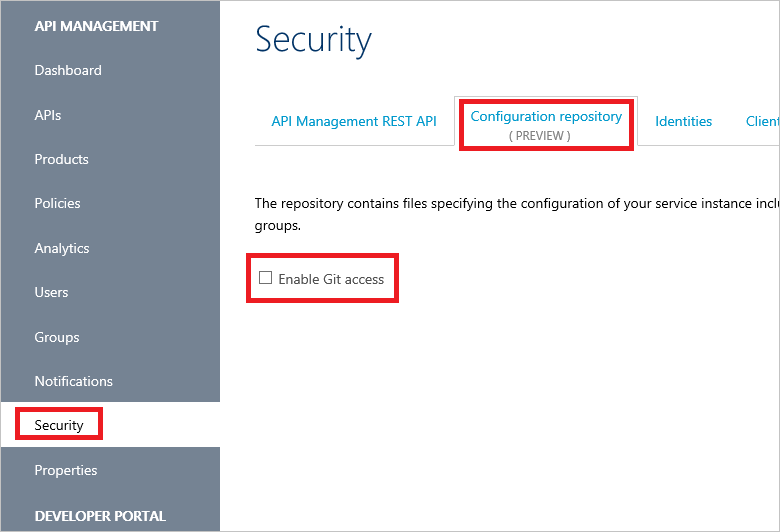 API MANAGEMENT
Dashboard
APIs
Products
Policies
Analytics
Users
Groups
Notifications
Security
Properties
DEVELOPER PORTAL
Security
API Management REST API
Configuration repository
( PREVIEW )
Identities
Client
The repository contains files specifying the configuration of your service instance inclu
groups.
Enable Git access